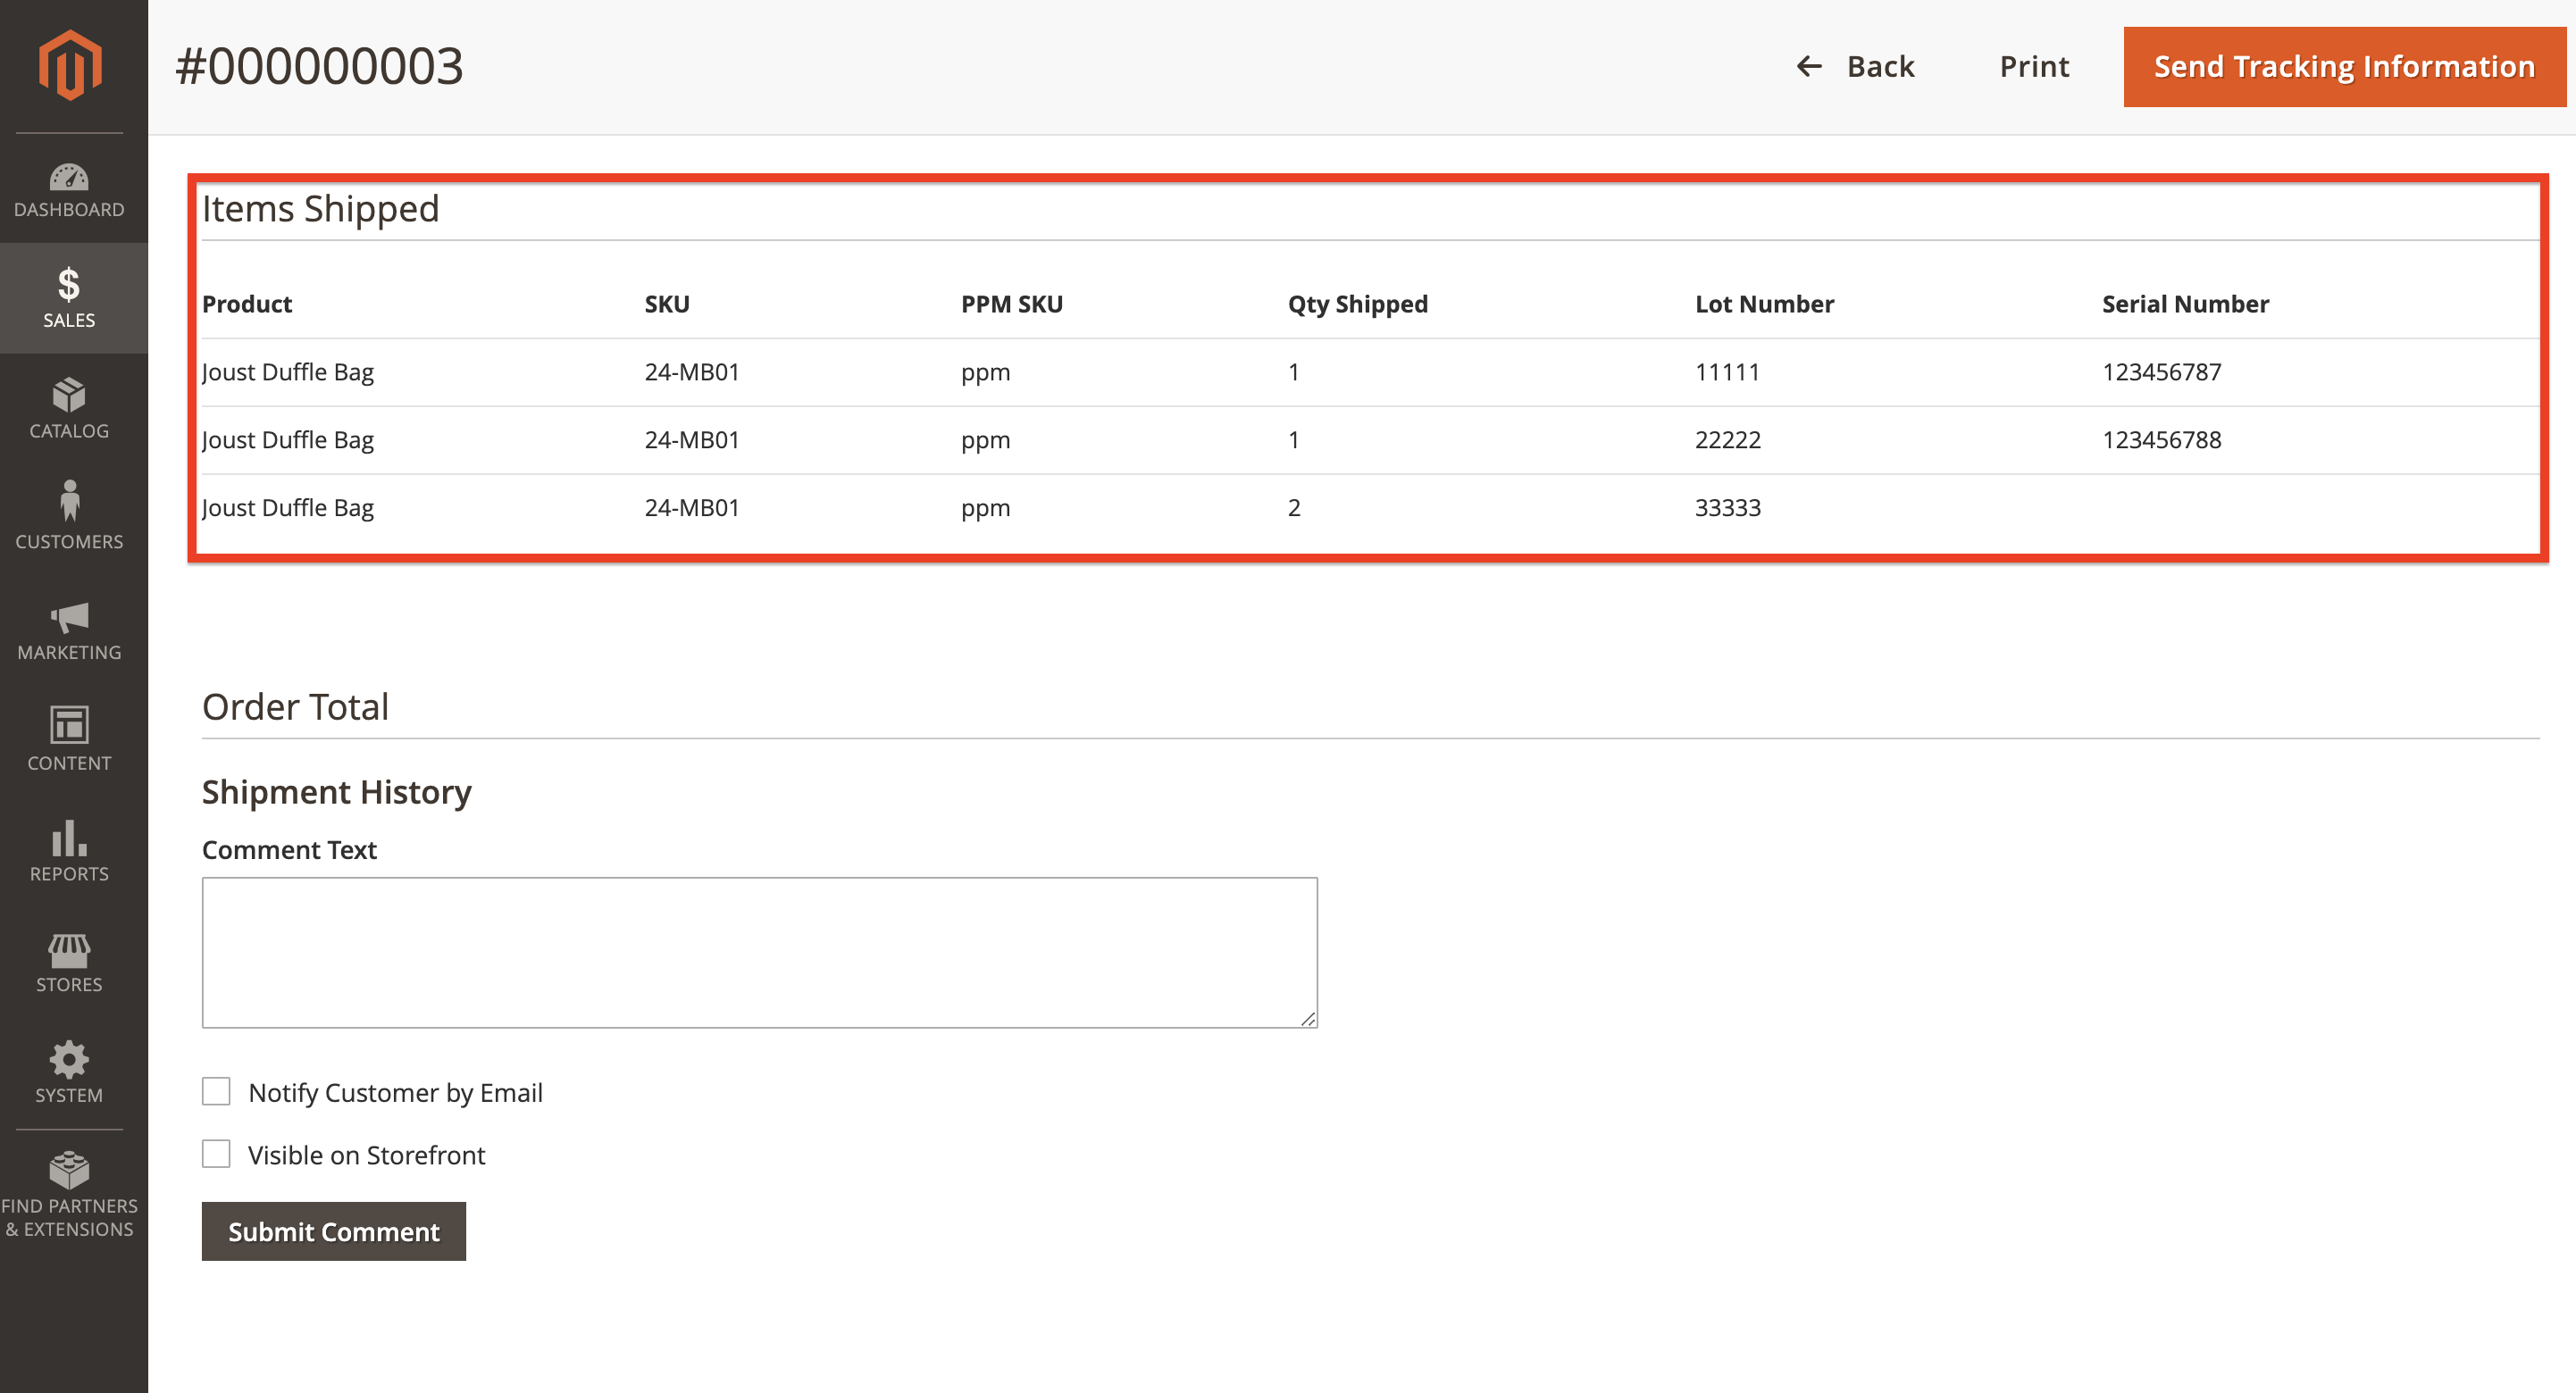 #000000003
Back
Print
Send Tracking Information
DASHBOARD
SALES
CATALOG
CUSTOMERS
MARKETING
CONTENT
REPORTS
STORES
SYSTEM
FIND PARTNERS
& EXTENSIONS
Items Shipped
Product SKU PPM SKU Qty Shipped Lot Number Serial Number
Joust Duffle Bag 24-MB01 ppm 1 11111 123456787
Joust Duffle Bag 24-MB01 ppm 1 22222 123456788
Joust Duffle Bag 24-MB01 ppm 2 33333
Order Total
Shipment History
Comment Text
Notify Customer by Email
Visible on Storefront
Submit Comment